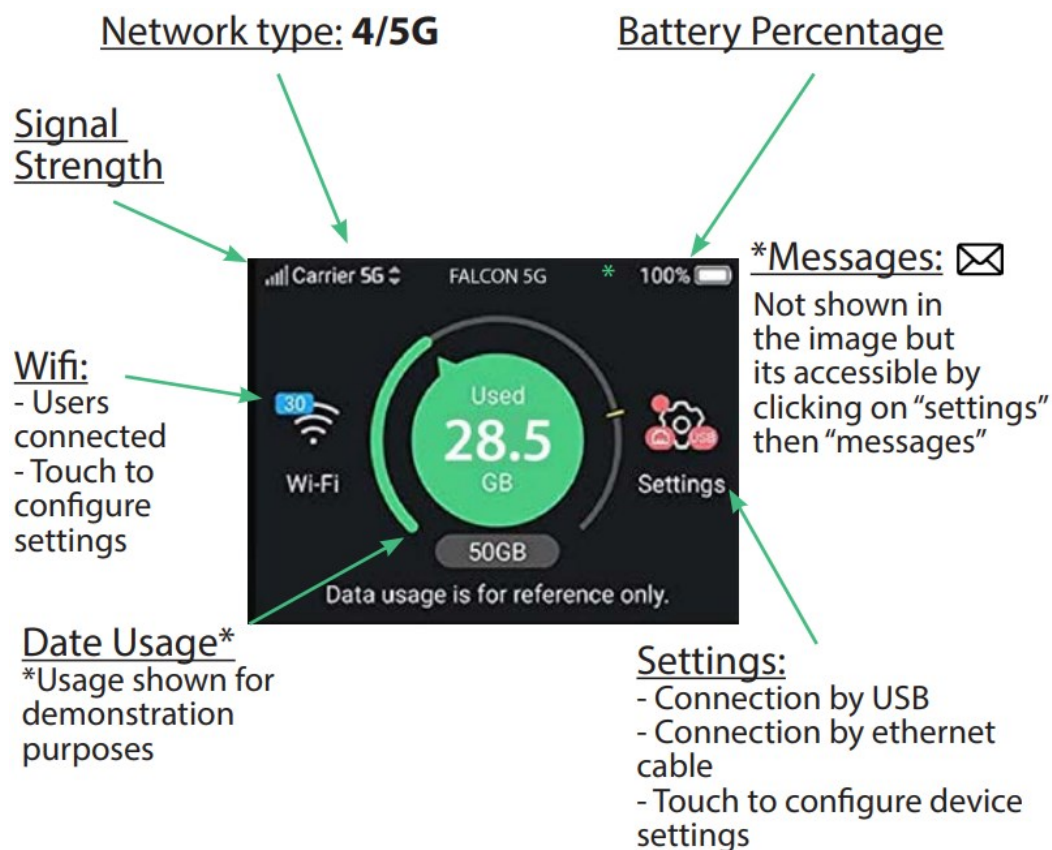 Network type: 4/5G
Battery Percentage
Signal
Strength
Carrier 5G
FALCON 5G
*
100%
*Messages:
Not shown in
the image but
its accessible by
clicking on “settings”
then “messages”
Wifi:
- Users
connected
- Touch to
configure
settings
30
Wi-Fi
Used
28.5
GB
50GB
USB
Settings
Data usage is for reference only.
Date Usage*
*Usage shown for
demonstration
purposes
Settings:
- Connection by USB
- Connection by ethernet
cable
- Touch to configure device
settings